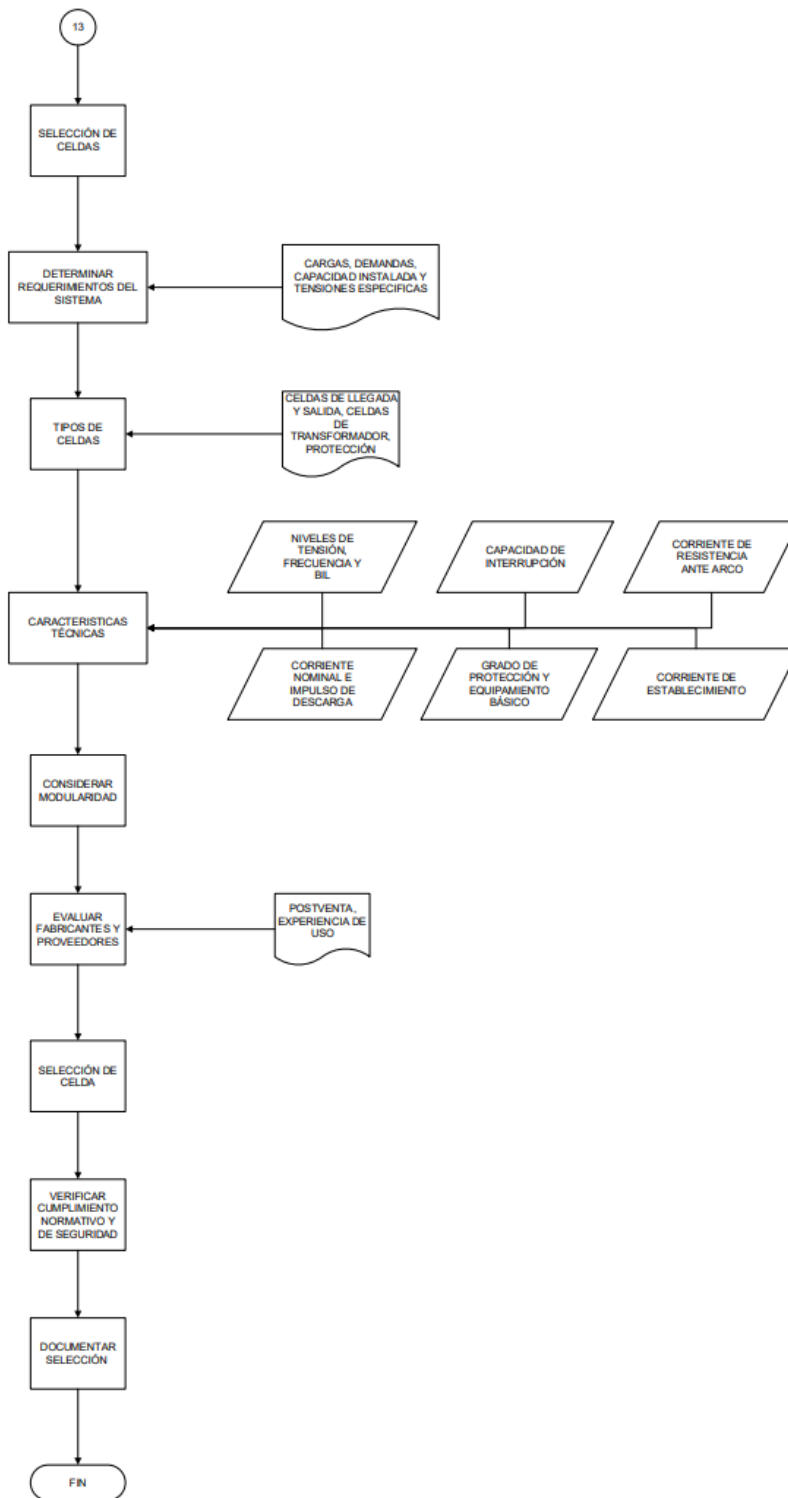 13
SELECCIÓN DE
CELDAS
DETERMINAR
REQUERIMIENTOS DEL
SISTEMA
CARGAS, DEMANDAS,
CAPACIDAD INSTALADA Y
TENSIONES ESPECIFICAS
TIPOS DE
CELDAS
CELDAS DE LLEGADA
Y SALIDA, CELDAS
DE
TRANSFORMADOR,
PROTECCIÓN
NIVELES DE
TENSIÓN,
FRECUENCIA Y
BIL
CAPACIDAD DE
INTERRUPCIÓN
CORRIENTE DE
RESISTENCIA
ANTE ARCO
CARACTERISTICAS
TÉCNICAS
CORRIENTE
NOMINAL E
IMPULSO DE
DESCARGA
GRADO DE
PROTECCIÓN Y
EQUIPAMIENTO
BÁSICO
CORRIENTE DE
ESTABLECIMIENTO
CONSIDERAR
MODULARIDAD
EVALUAR
FABRICANTES Y
PROVEEDORES
POSTVENTA,
EXPERIENCIA DE
USO
SELECCIÓN DE
CELDA
VERIFICAR
CUMPLIMIENTO
NORMATIVO Y
DE SEGURIDAD
DOCUMENTAR
SELECCIÓN
FIN